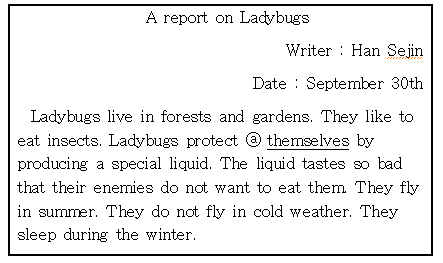 A report on Ladybugs
Writer : Han Sejin
Date : September 30th
Ladybugs live in forests and gardens. They like to
eat insects. Ladybugs protect ⓐ themselves by
producing a special liquid. The liquid tastes so bad
that their enemies do not want to eat them. They fly
in summer. They do not fly in cold weather. They
sleep during the winter.